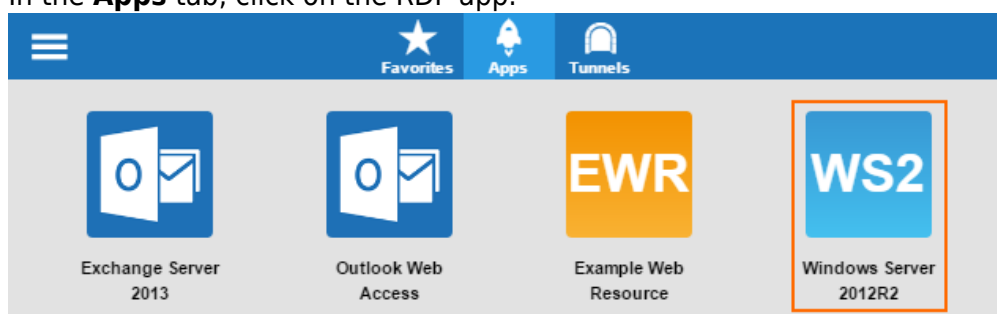 In the Apps tab, click on the RDP app.
Favorites Apps Tunnels
O O EWR WS2
Exchange Server Outlook Web Example Web Windows Server
2013 Access Resource 2012R2